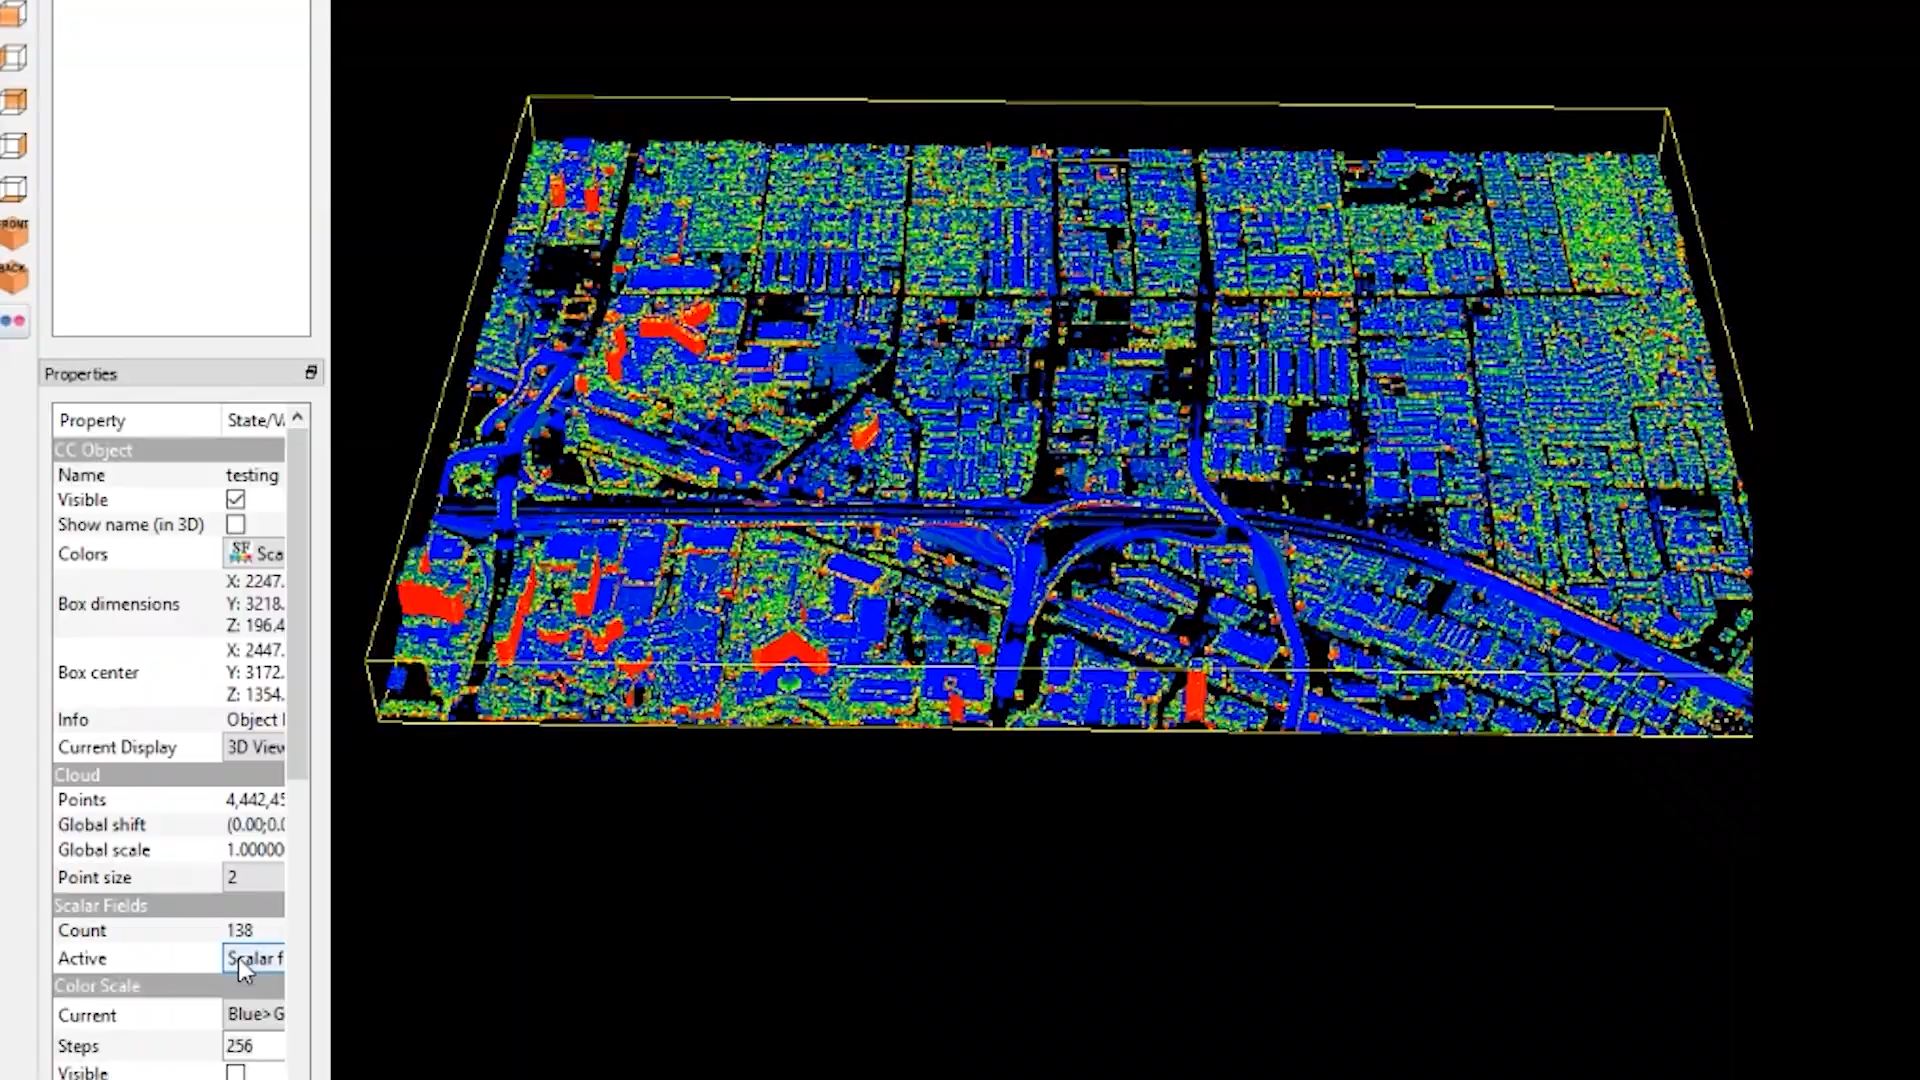 FRONT
BACK
Properties
Property State/V
CC Object
Name testing
Visible
Show name (in 3D)
Colors SF Sca
Box dimensions X: 2247.
Y: 3218.
Z: 196.4
Box center X: 2447.
Y: 3172.
Z: 1354.
Info Object
Current Display 3D View
Cloud
Points 4,442,45
Global shift (0.00;0.0
Global scale 1.00000
Point size 2
Scalar Fields
Count 138
Active Scalar f
Color Scale
Current Blue>G
Steps 256
Visible